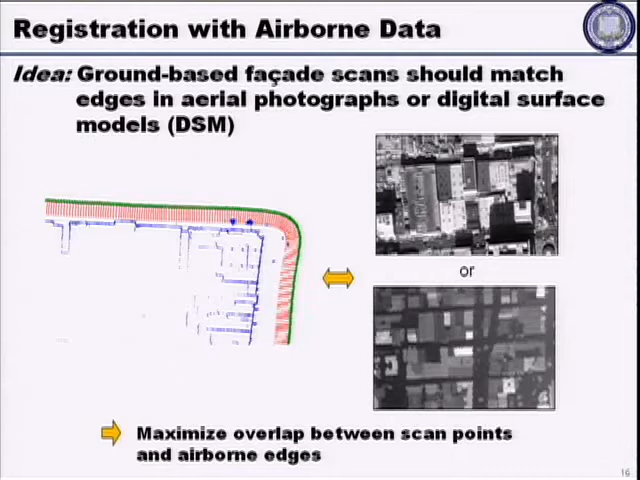 Registration with Airborne Data
Idea: Ground-based façade scans should match
edges in aerial photographs or digital surface
models (DSM)
or
Maximize overlap between scan points
and airborne edges
16